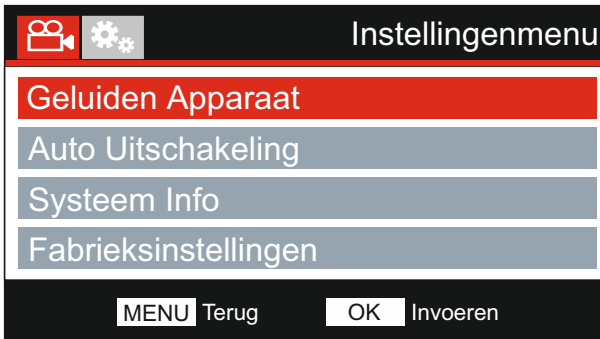 Instellingenmenu
Geluiden Apparaat
Auto Uitschakeling
Systeem Info
Fabrieksinstellingen
MENU Terug OK Invoeren